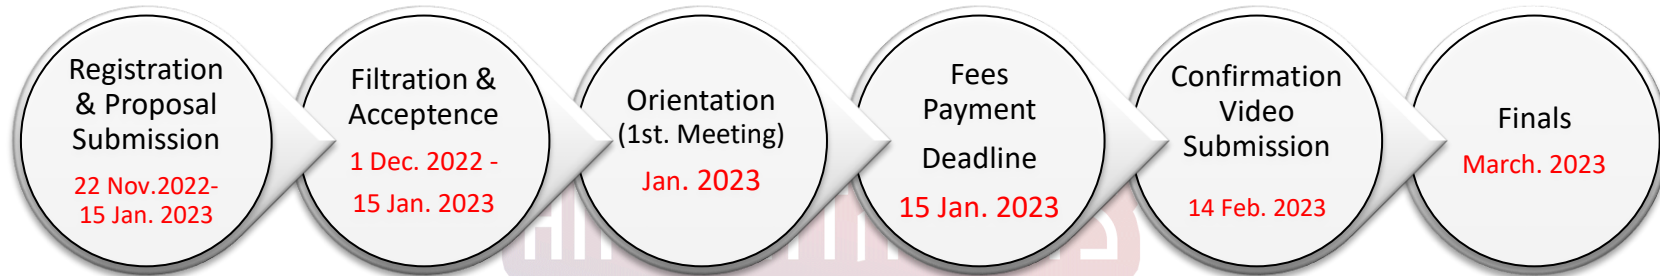 Registration
& Proposal
Submission
22 Nov.2022-
15 Jan. 2023
Filtration &
Acceptence
1 Dec. 2022 -
15 Jan. 2023
Orientation
(1st. Meeting)
Jan. 2023
Fees
Payment
Deadline
15 Jan. 2023
Confirmation
Video
Submission
14 Feb. 2023
Finals
March. 2023